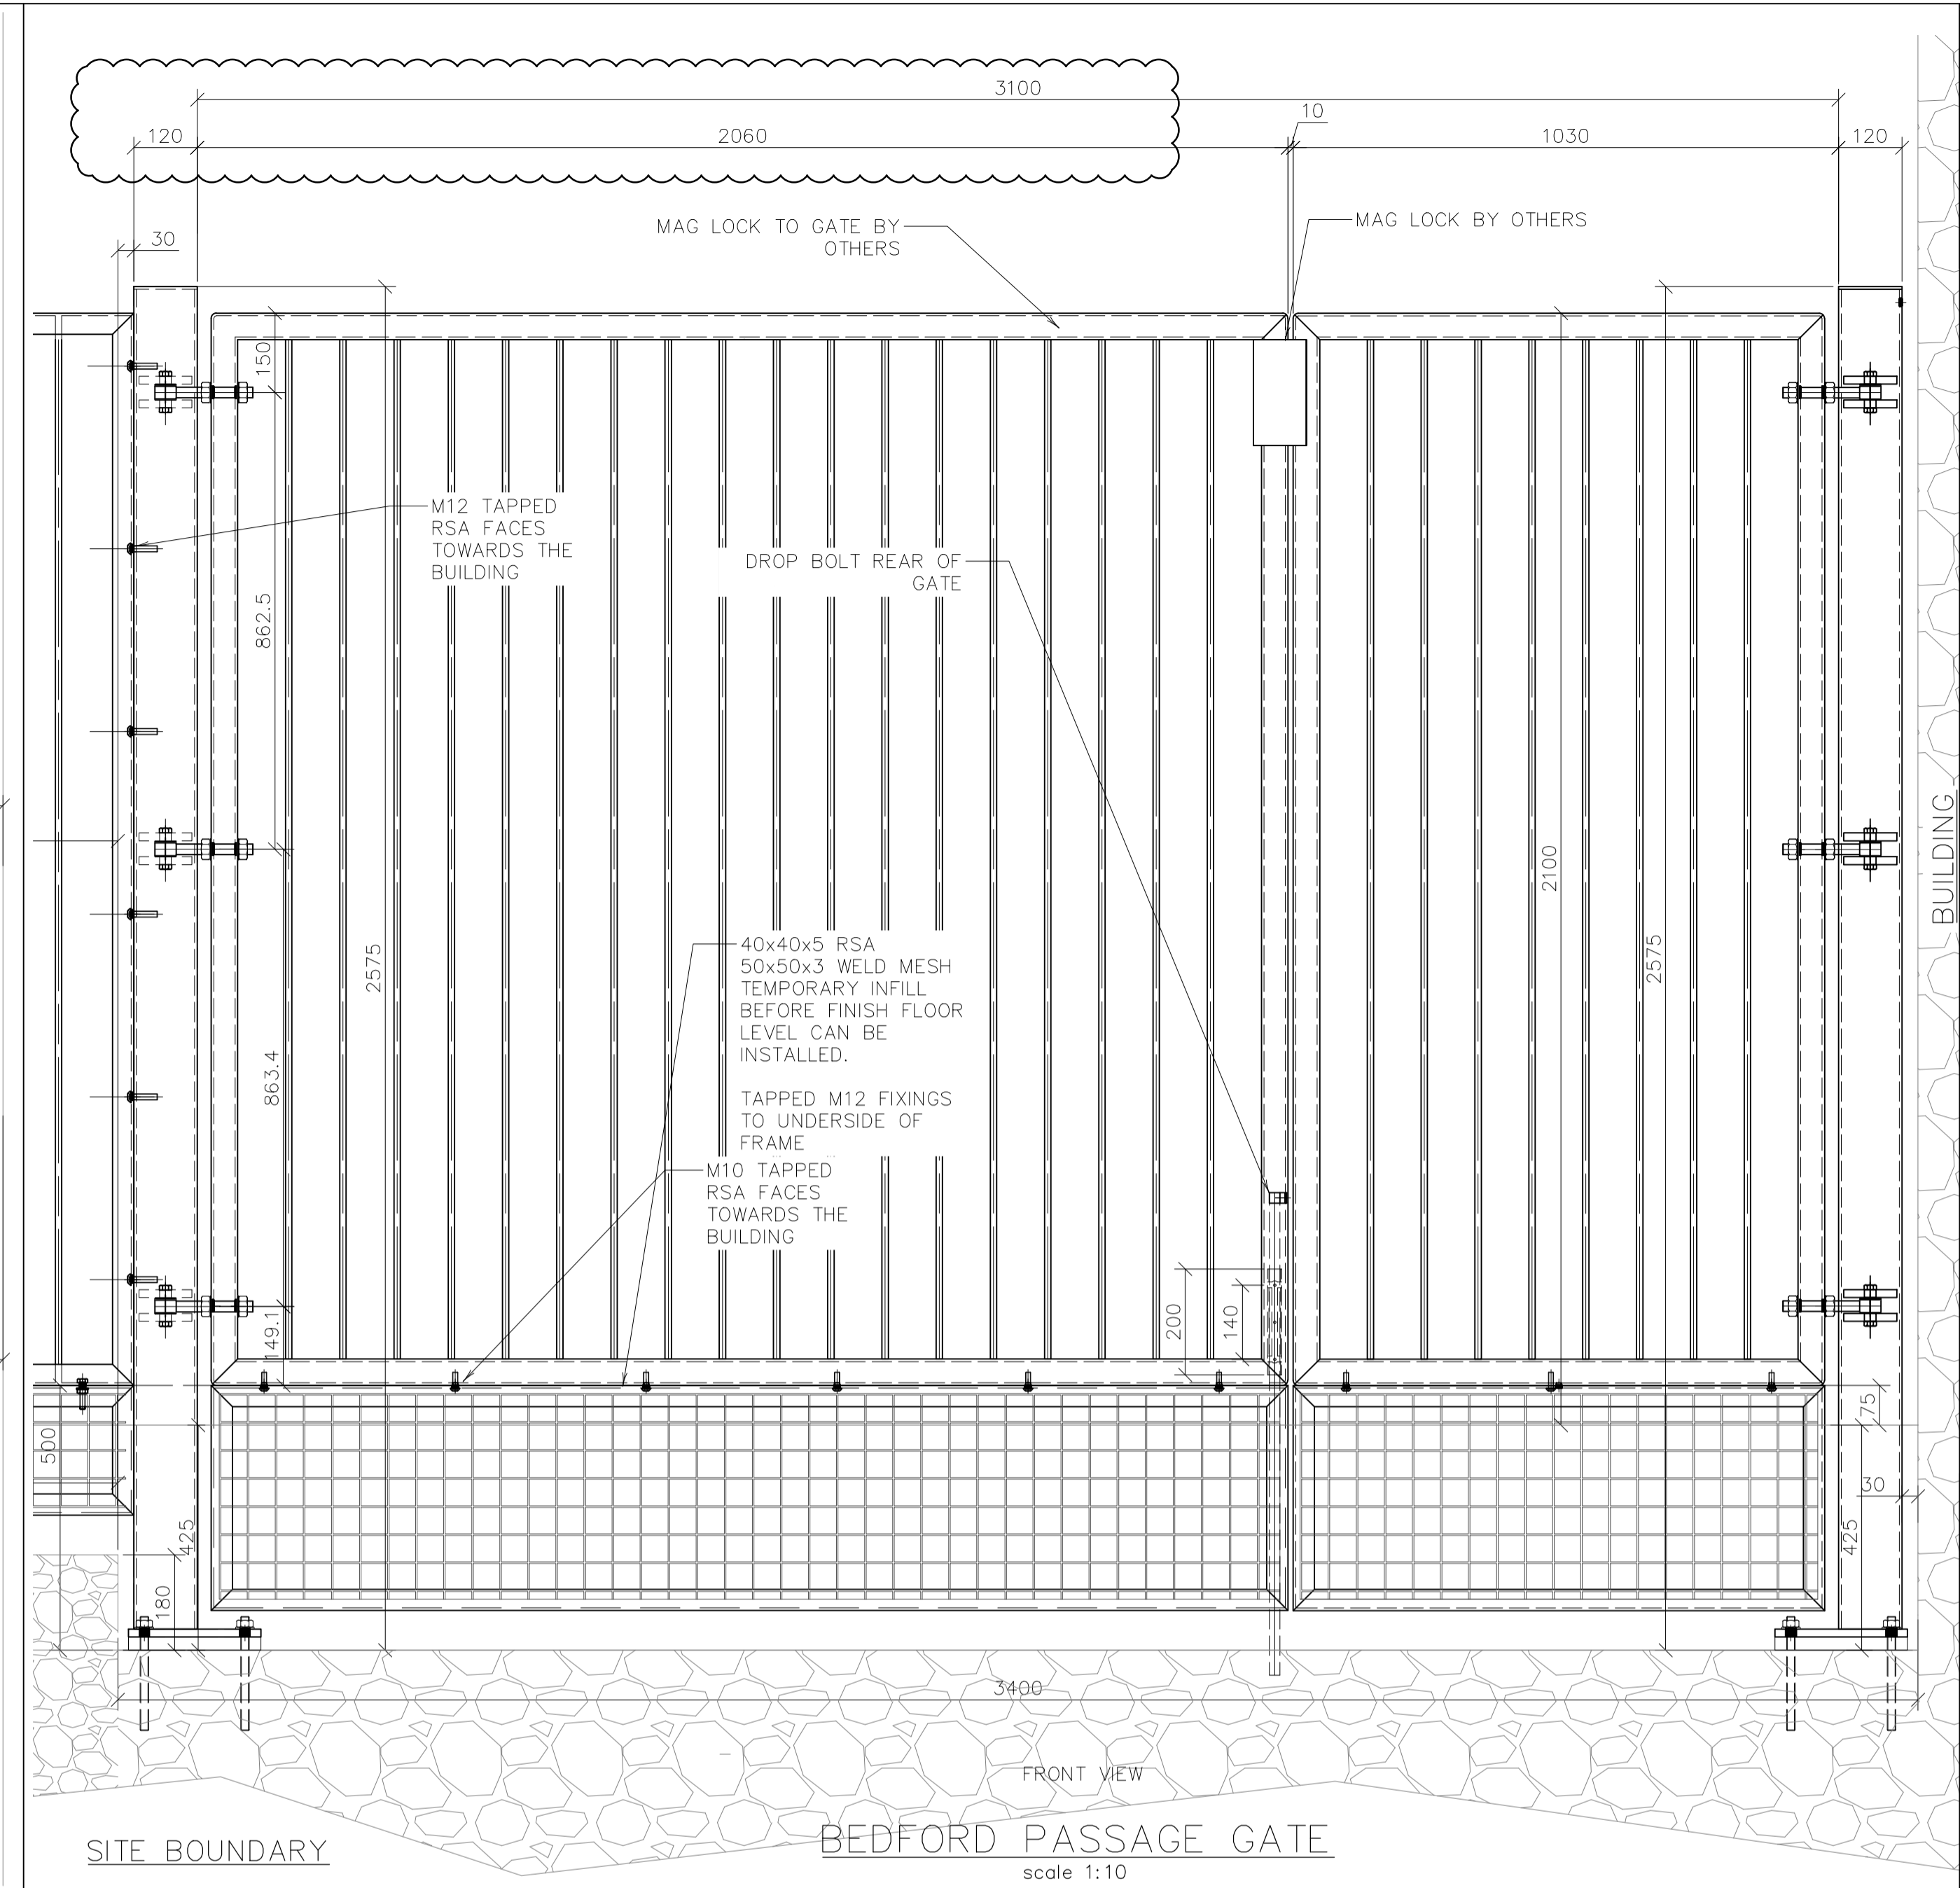 3100
10
120
2060
1030
120
MAG LOCK TO GATE BY
OTHERS
MAG LOCK BY OTHERS
30
150
M12 TAPPED
RSA FACES
TOWARDS THE
BUILDING
DROP BOLT REAR OF
GATE
862.5
BUILDING
2100
2575
2575
40x40x5 RSA
50x50x3 WELD MESH
TEMPORARY INFILL
BEFORE FINISH FLOOR
LEVEL CAN BE
INSTALLED.
TAPPED M12 FIXINGS
TO UNDERSIDE OF
FRAME
863.4
M10 TAPPED
RSA FACES
TOWARDS THE
BUILDING
149.1
200
140
75
500
30
425
425
180
3400
FRONT VIEW
SITE BOUNDARY
BEDFORD PASSAGE GATE
scale 1:10